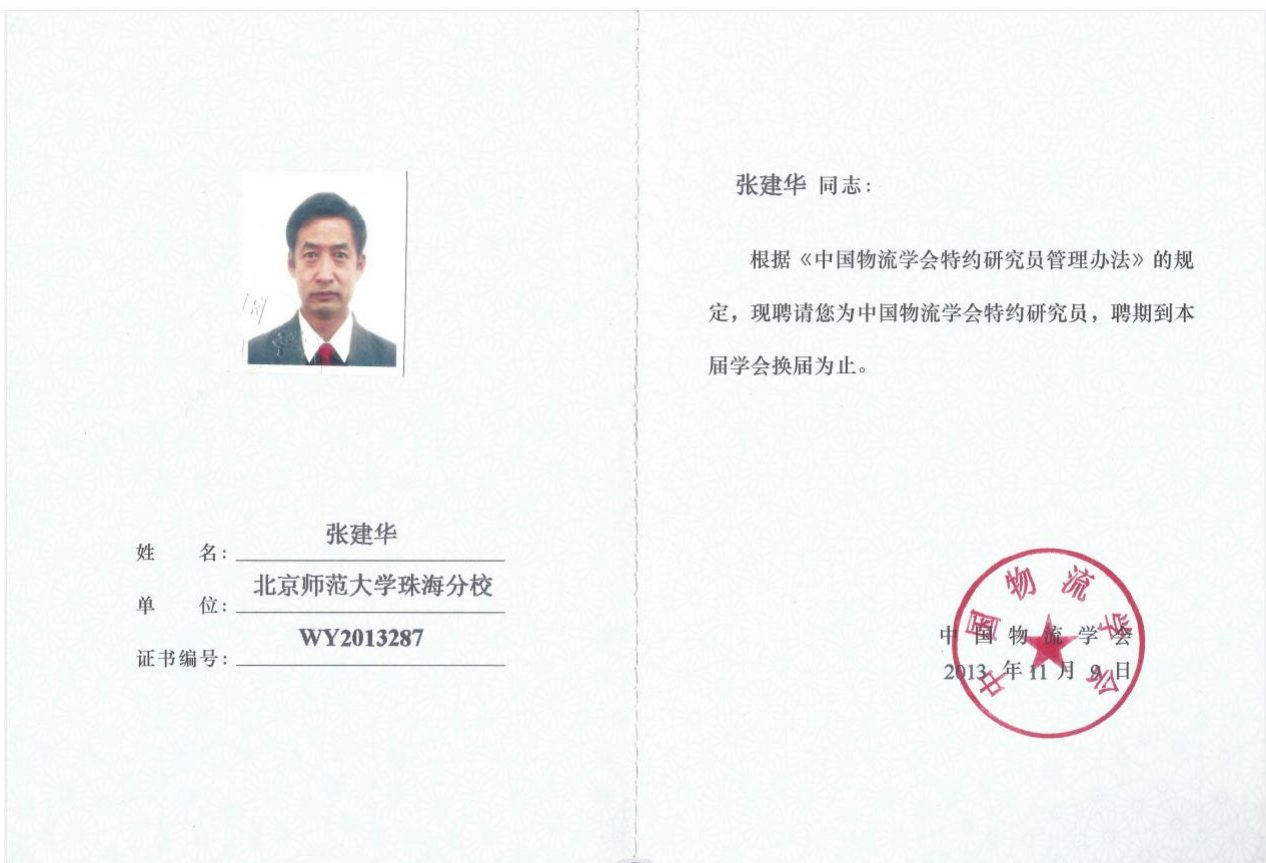 张建华
姓 名:
北京师范大学珠海分校
单 位:
WY2013287
证书编号:
张建华 同志:
根据《中国物流学会特约研究员管理办法》的规
定，现聘请您为中国物流学会特约研究员，聘期到本
届学会换届为止。
中国物流学会
中国物流学会
2013 年 11 月 9 日